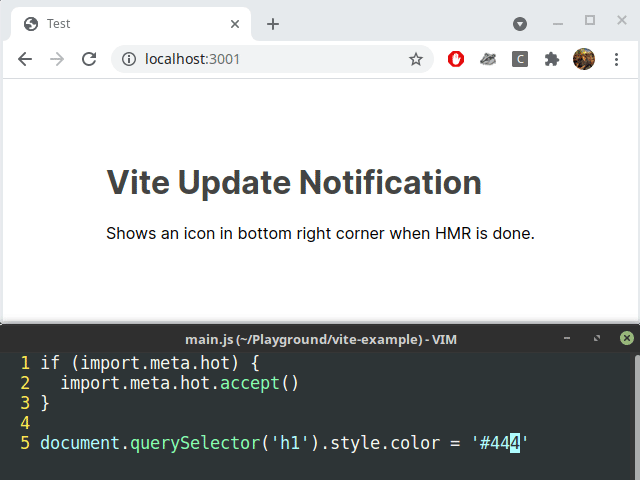 Test
localhost:3001
C
Vite Update Notification
Shows an icon in bottom right corner when HMR is done.
main.js (~/Playground/vite-example) - VIM
1 if (import.meta.hot) {
2   import.meta.hot.accept()
3 }
4
5 document.querySelector('h1').style.color = '#444'